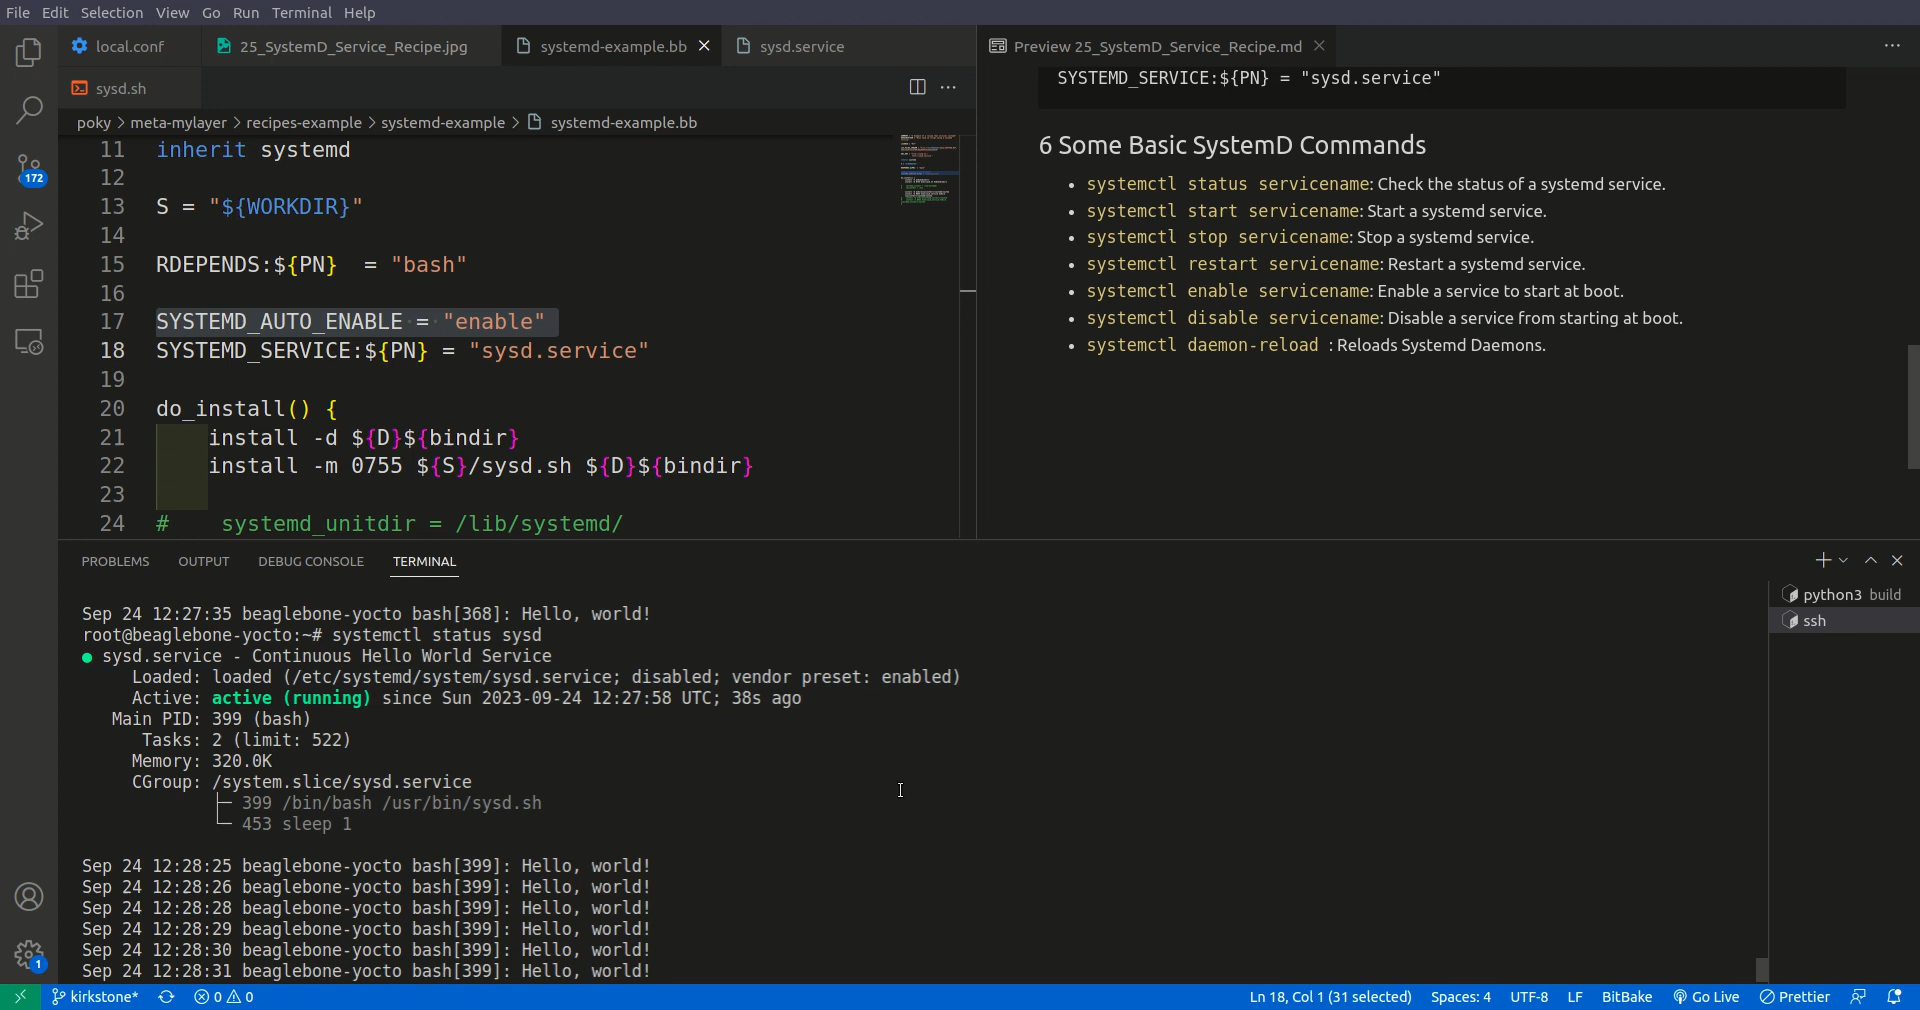 File Edit Selection View Go Run Terminal Help
local.conf 25_SystemD_Service_Recipe.jpg systemd-example.bb sysd.service
sysd.sh
poky > meta-mylayer > recipes-example > systemd-example > systemd-example.bb
11 inherit systemd
12
13 S = "${WORKDIR}"
14
15 RDEPENDS:${PN}  = "bash"
16
17 SYSTEMD_AUTO_ENABLE = "enable"
18 SYSTEMD_SERVICE:${PN} = "sysd.service"
19
20 do_install() {
21     install -d ${D}${bindir}
22     install -m 0755 ${S}/sysd.sh ${D}${bindir}
23
24 #    systemd_unitdir = /lib/systemd/
Preview 25_SystemD_Service_Recipe.md
SYSTEMD_SERVICE:${PN} = "sysd.service"
6 Some Basic SystemD Commands
• systemctl status servicename: Check the status of a systemd service.
• systemctl start servicename: Start a systemd service.
• systemctl stop servicename: Stop a systemd service.
• systemctl restart servicename: Restart a systemd service.
• systemctl enable servicename: Enable a service to start at boot.
• systemctl disable servicename: Disable a service from starting at boot.
• systemctl daemon-reload : Reloads Systemd Daemons.
172
1
PROBLEMS OUTPUT DEBUG CONSOLE TERMINAL
Sep 24 12:27:35 beaglebone-yocto bash[368]: Hello, world!
root@beaglebone-yocto:~# systemctl status sysd
● sysd.service - Continuous Hello World Service
Loaded: loaded (/etc/systemd/system/sysd.service; disabled; vendor preset: enabled)
Active: active (running) since Sun 2023-09-24 12:27:58 UTC; 38s ago
Main PID: 399 (bash)
Tasks: 2 (limit: 522)
Memory: 320.0K
CGroup: /system.slice/sysd.service
├─ 399 /bin/bash /usr/bin/sysd.sh
└─ 453 sleep 1
Sep 24 12:28:25 beaglebone-yocto bash[399]: Hello, world!
Sep 24 12:28:26 beaglebone-yocto bash[399]: Hello, world!
Sep 24 12:28:28 beaglebone-yocto bash[399]: Hello, world!
Sep 24 12:28:29 beaglebone-yocto bash[399]: Hello, world!
Sep 24 12:28:30 beaglebone-yocto bash[399]: Hello, world!
Sep 24 12:28:31 beaglebone-yocto bash[399]: Hello, world!
python3 build
ssh
kirkstone* 0 0 Ln 18, Col 1 (31 selected) Spaces: 4 UTF-8 LF BitBake Go Live Prettier